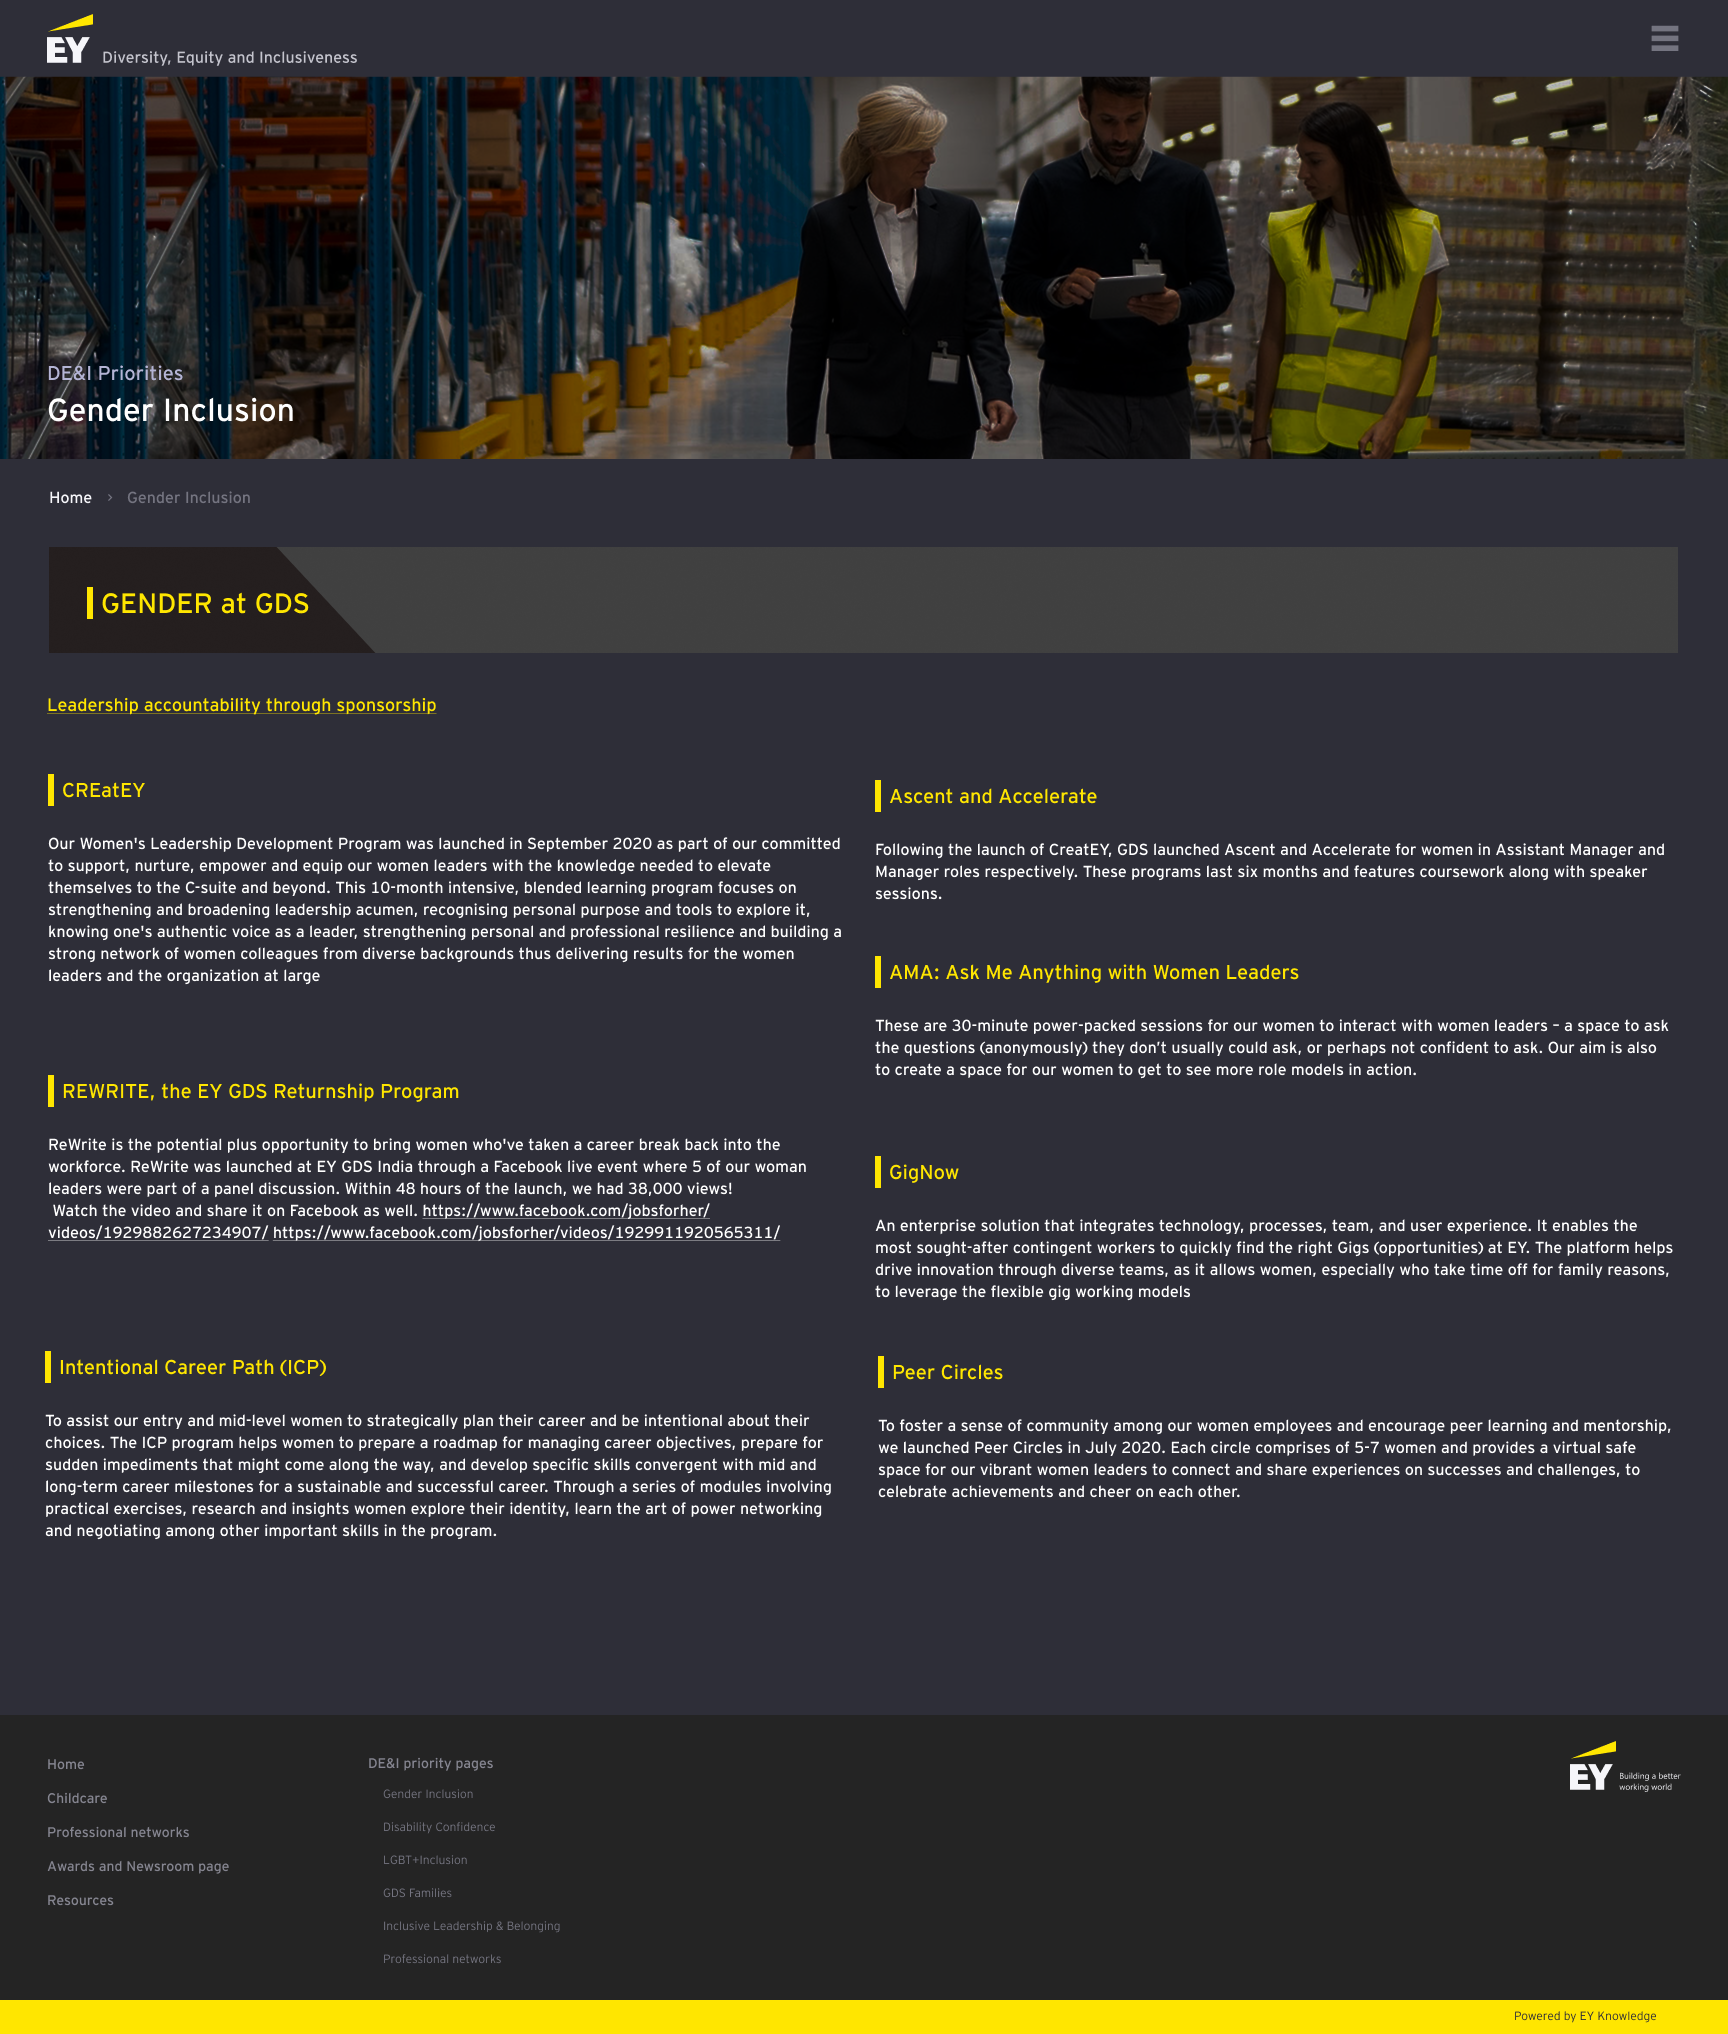 EY Diversity, Equity and Inclusiveness
DE&I Priorities
Gender Inclusion
Home › Gender Inclusion
GENDER at GDS
Leadership accountability through sponsorship
CREatEY
Our Women's Leadership Development Program was launched in September 2020 as part of our committed
to support, nurture, empower and equip our women leaders with the knowledge needed to elevate
themselves to the C-suite and beyond. This 10-month intensive, blended learning program focuses on
strengthening and broadening leadership acumen, recognising personal purpose and tools to explore it,
knowing one's authentic voice as a leader, strengthening personal and professional resilience and building a
strong network of women colleagues from diverse backgrounds thus delivering results for the women
leaders and the organization at large
REWRITE, the EY GDS Returnship Program
ReWrite is the potential plus opportunity to bring women who've taken a career break back into the
workforce. ReWrite was launched at EY GDS India through a Facebook live event where 5 of our woman
leaders were part of a panel discussion. Within 48 hours of the launch, we had 38,000 views!
Watch the video and share it on Facebook as well. https://www.facebook.com/jobsforher/
videos/1929882627234907/ https://www.facebook.com/jobsforher/videos/1929911920565311/
Intentional Career Path (ICP)
To assist our entry and mid-level women to strategically plan their career and be intentional about their
choices. The ICP program helps women to prepare a roadmap for managing career objectives, prepare for
sudden impediments that might come along the way, and develop specific skills convergent with mid and
long-term career milestones for a sustainable and successful career. Through a series of modules involving
practical exercises, research and insights women explore their identity, learn the art of power networking
and negotiating among other important skills in the program.
Ascent and Accelerate
Following the launch of CreatEY, GDS launched Ascent and Accelerate for women in Assistant Manager and
Manager roles respectively. These programs last six months and features coursework along with speaker
sessions.
AMA: Ask Me Anything with Women Leaders
These are 30-minute power-packed sessions for our women to interact with women leaders – a space to ask
the questions (anonymously) they don’t usually could ask, or perhaps not confident to ask. Our aim is also
to create a space for our women to get to see more role models in action.
GigNow
An enterprise solution that integrates technology, processes, team, and user experience. It enables the
most sought-after contingent workers to quickly find the right Gigs (opportunities) at EY. The platform helps
drive innovation through diverse teams, as it allows women, especially who take time off for family reasons,
to leverage the flexible gig working models
Peer Circles
To foster a sense of community among our women employees and encourage peer learning and mentorship,
we launched Peer Circles in July 2020. Each circle comprises of 5-7 women and provides a virtual safe
space for our vibrant women leaders to connect and share experiences on successes and challenges, to
celebrate achievements and cheer on each other.
Home
Childcare
Professional networks
Awards and Newsroom page
Resources
DE&I priority pages
Gender Inclusion
Disability Confidence
LGBT+Inclusion
GDS Families
Inclusive Leadership & Belonging
Professional networks
EY Building a better
working world
Powered by EY Knowledge